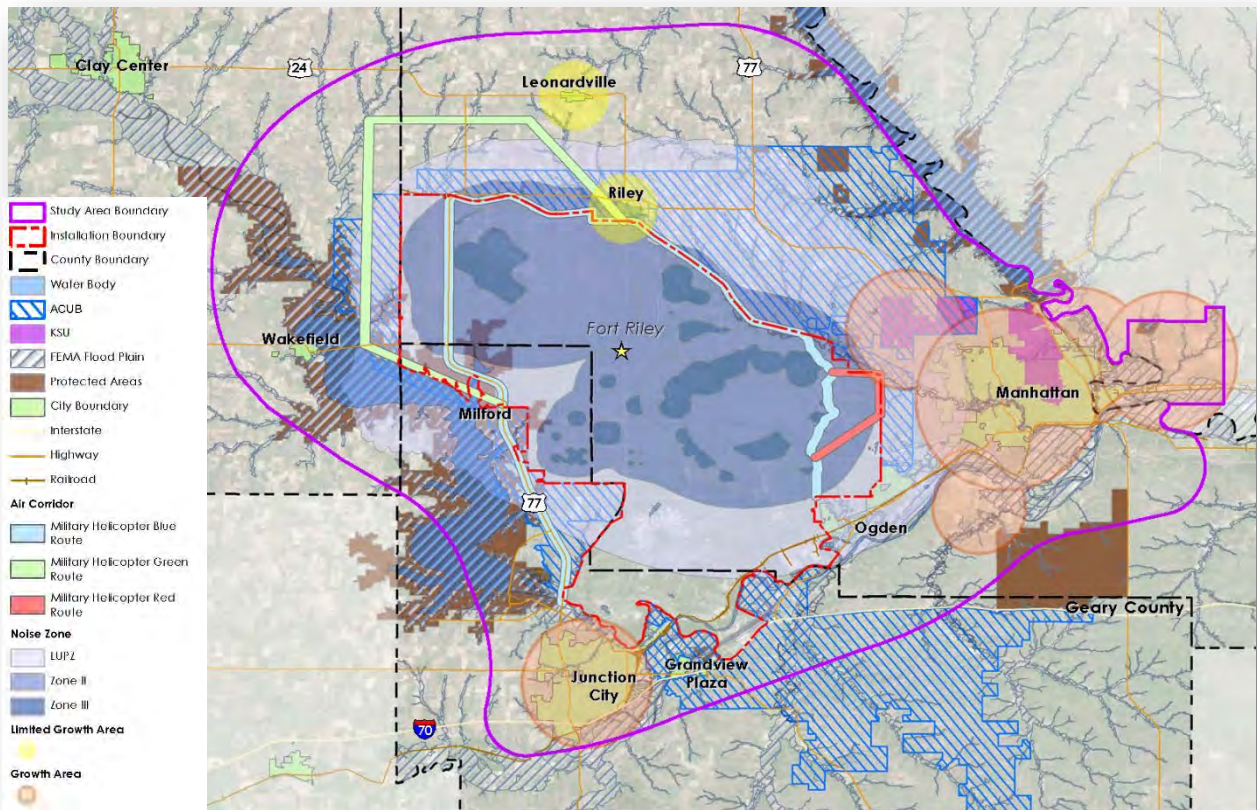 Clay Center
24
77
Leonardville
Riley
Fort Riley
Wakefield
Milford
Manhattan
77
Ogden
Geary County
Grandview
Plaza
Junction
City
70
Study Area Boundary
Installation Boundary
County Boundary
Water Body
ACUB
KSU
FEMA Flood Plain
Protected Areas
City Boundary
Interstate
Highway
Railroad
Air Corridor
Military Helicopter Blue
Route
Military Helicopter Green
Route
Military Helicopter Red
Route
Noise Zone
LUPZ
Zone II
Zone III
Limited Growth Area
Growth Area